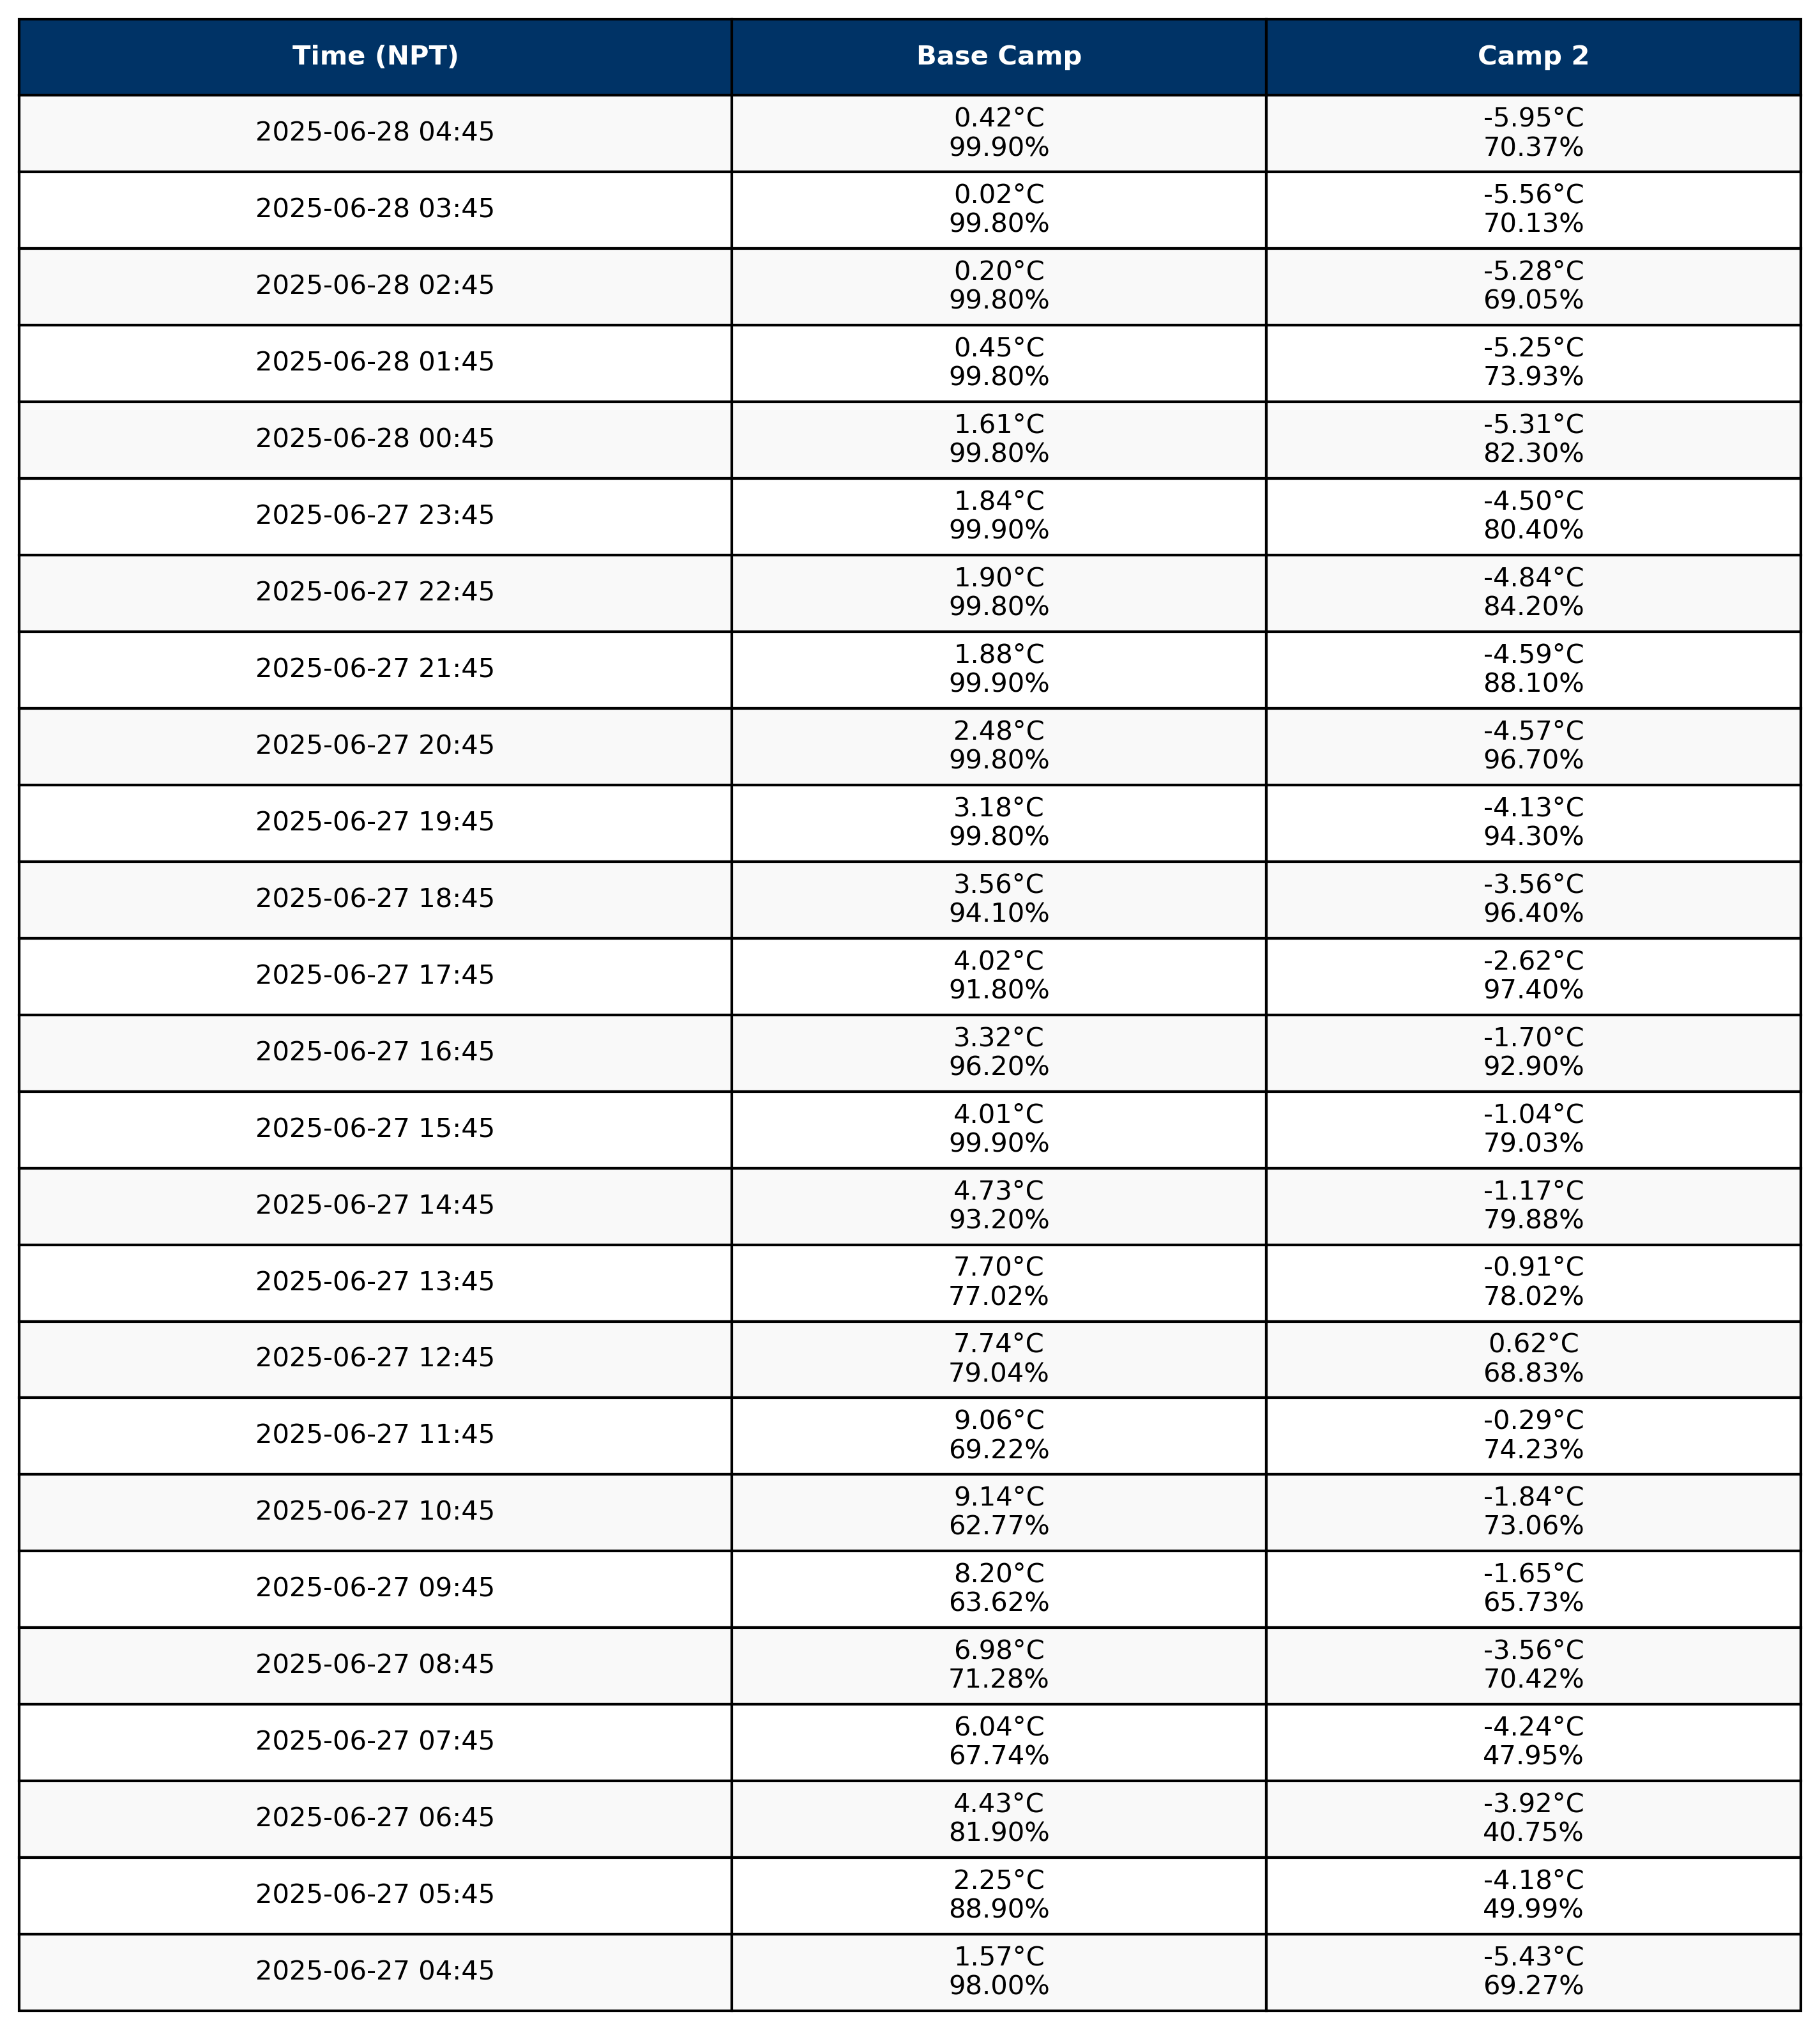 Time (NPT) Base Camp Camp 2
2025-06-28 04:45 0.42°C -5.95°C
99.90% 70.37%
2025-06-28 03:45 0.02°C -5.56°C
99.80% 70.13%
2025-06-28 02:45 0.20°C -5.28°C
99.80% 69.05%
2025-06-28 01:45 0.45°C -5.25°C
99.80% 73.93%
2025-06-28 00:45 1.61°C -5.31°C
99.80% 82.30%
2025-06-27 23:45 1.84°C -4.50°C
99.90% 80.40%
2025-06-27 22:45 1.90°C -4.84°C
99.80% 84.20%
2025-06-27 21:45 1.88°C -4.59°C
99.90% 88.10%
2025-06-27 20:45 2.48°C -4.57°C
99.80% 96.70%
2025-06-27 19:45 3.18°C -4.13°C
99.80% 94.30%
2025-06-27 18:45 3.56°C -3.56°C
94.10% 96.40%
2025-06-27 17:45 4.02°C -2.62°C
91.80% 97.40%
2025-06-27 16:45 3.32°C -1.70°C
96.20% 92.90%
2025-06-27 15:45 4.01°C -1.04°C
99.90% 79.03%
2025-06-27 14:45 4.73°C -1.17°C
93.20% 79.88%
2025-06-27 13:45 7.70°C -0.91°C
77.02% 78.02%
2025-06-27 12:45 7.74°C 0.62°C
79.04% 68.83%
2025-06-27 11:45 9.06°C -0.29°C
69.22% 74.23%
2025-06-27 10:45 9.14°C -1.84°C
62.77% 73.06%
2025-06-27 09:45 8.20°C -1.65°C
63.62% 65.73%
2025-06-27 08:45 6.98°C -3.56°C
71.28% 70.42%
2025-06-27 07:45 6.04°C -4.24°C
67.74% 47.95%
2025-06-27 06:45 4.43°C -3.92°C
81.90% 40.75%
2025-06-27 05:45 2.25°C -4.18°C
88.90% 49.99%
2025-06-27 04:45 1.57°C -5.43°C
98.00% 69.27%